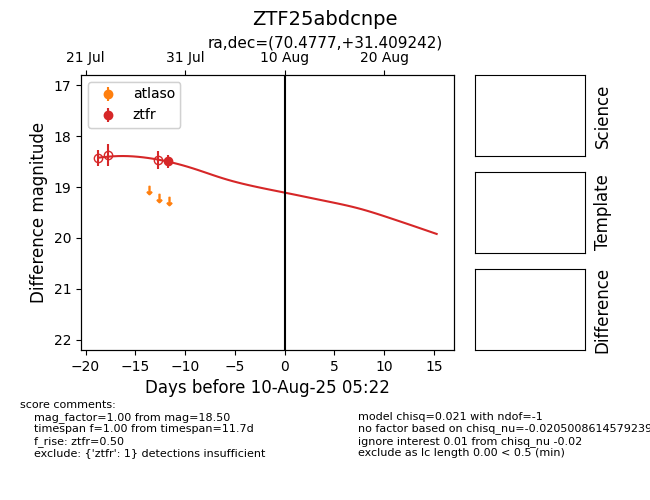 ZTF25abdcnpe
ra,dec=(70.4777,+31.409242)
21 Jul
31 Jul
10 Aug
20 Aug
atlaso
ztfr
17
18
19
20
21
22
Difference magnitude
−20
−15
−10
−5
0
5
10
15
Days before 10-Aug-25 05:22
Science
Template
Difference
score comments:
mag_factor=1.00 from mag=18.50
timespan f=1.00 from timespan=11.7d
f_rise: ztfr=0.50
exclude: {'ztfr': 1} detections insufficient
model chisq=0.021 with ndof=-1
no factor based on chisq_nu=-0.0205008614579239
ignore interest 0.01 from chisq_nu -0.02
exclude as lc length 0.00 < 0.5 (min)